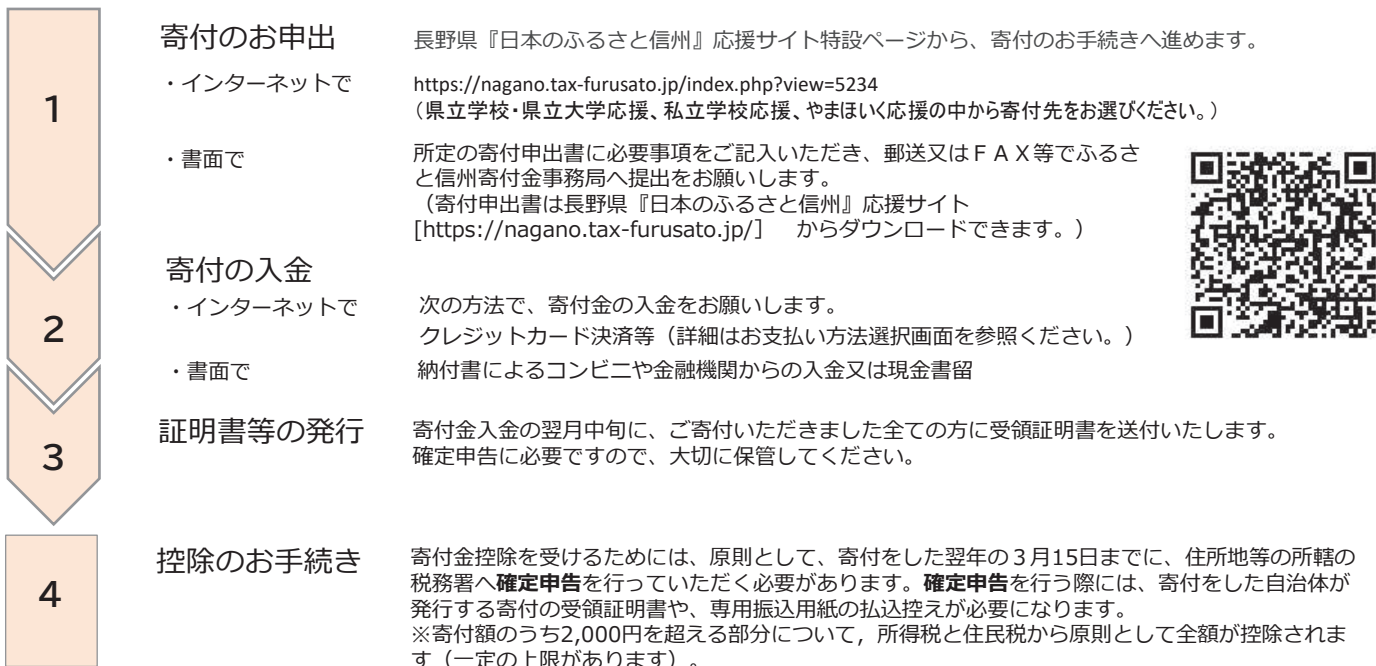 1
寄付のお申出
長野県『日本のふるさと信州』応援サイト特設ページから、寄付のお手続きへ進めます。
・インターネットで
https://nagano.tax-furusato.jp/index.php?view=5234
（県立学校・県立大学応援、私立学校応援、やまほいく応援の中から寄付先をお選びください。）
・書面で
所定の寄付申出書に必要事項をご記入いただき、郵送又はＦＡＸ等でふるさ
と信州寄付金事務局へ提出をお願いします。
（寄付申出書は長野県『日本のふるさと信州』応援サイト
[https://nagano.tax-furusato.jp/］　からダウンロードできます。）
2
寄付の入金
・インターネットで
次の方法で、寄付金の入金をお願いします。
クレジットカード決済等（詳細はお支払い方法選択画面を参照ください。）
・書面で
納付書によるコンビニや金融機関からの入金又は現金書留
3
証明書等の発行
寄付金入金の翌月中旬に、ご寄付いただきました全ての方に受領証明書を送付いたします。
確定申告に必要ですので、大切に保管してください。
4
控除のお手続き
寄付金控除を受けるためには、原則として、寄付をした翌年の３月15日までに、住所地等の所轄の
税務署へ確定申告を行っていただく必要があります。確定申告を行う際には、寄付をした自治体が
発行する寄付の受領証明書や、専用振込用紙の払込控えが必要になります。
※寄付額のうち2,000円を超える部分について，所得税と住民税から原則として全額が控除されま
す（一定の上限があります）。